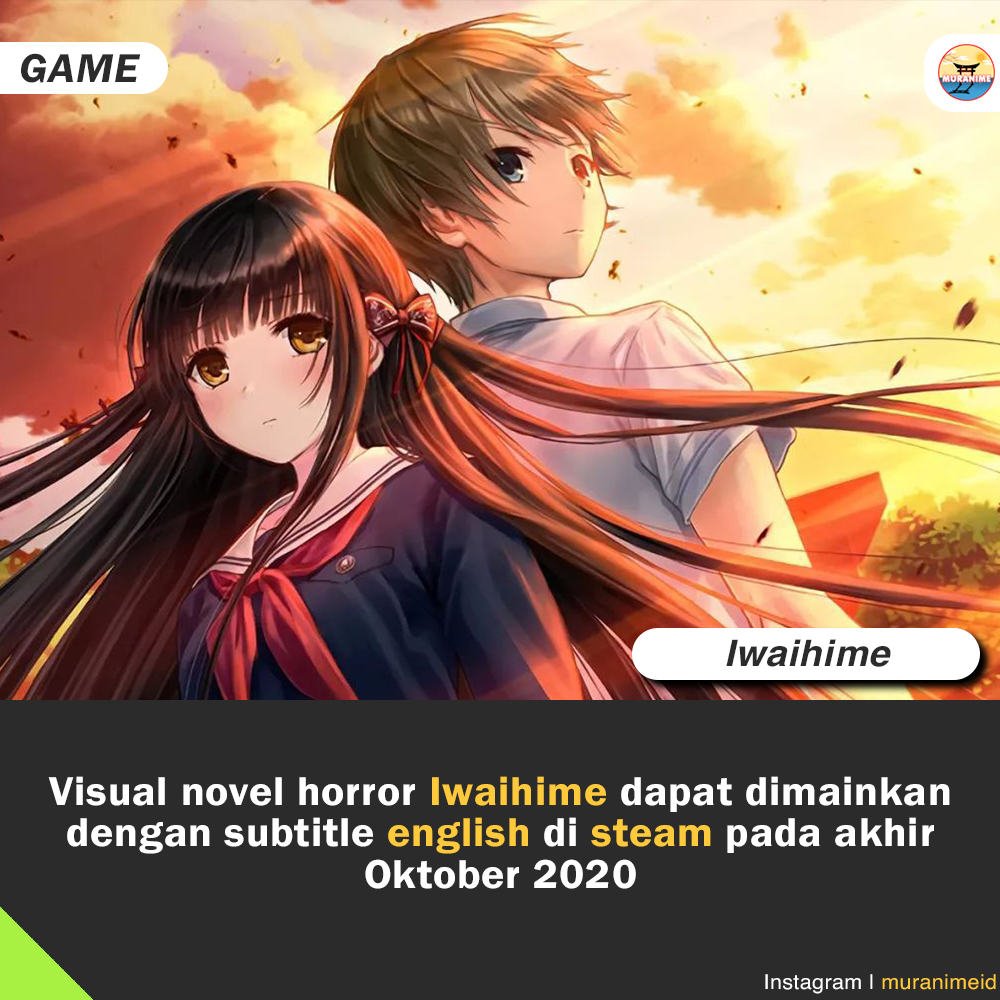 GAME
MURANIME
Iwaihime
Visual novel horror Iwaihime dapat dimainkan
dengan subtitle english di steam pada akhir
Oktober 2020
Instagram | muranimeid